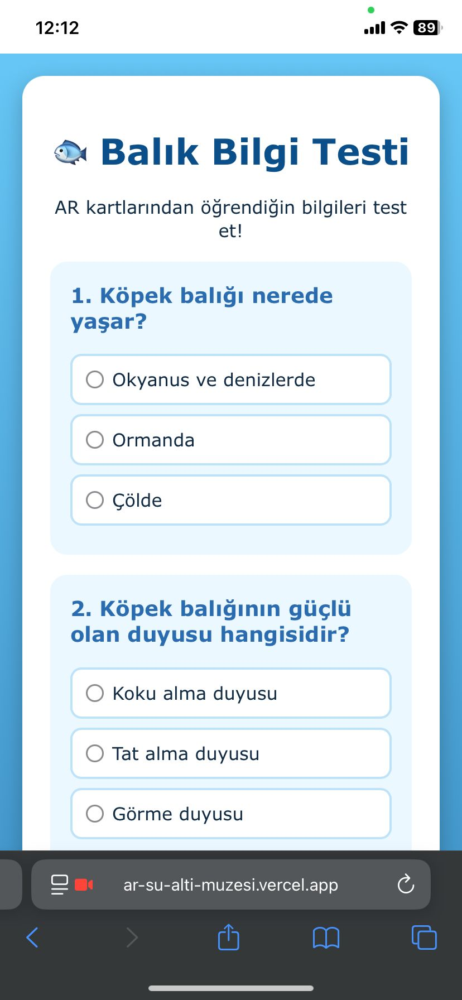 12:12
89
🐟 Balık Bilgi Testi
AR kartlarından öğrendiğin bilgileri test
et!
1. Köpek balığı nerede
yaşar?
Okyanus ve denizlerde
Ormanda
Çölde
2. Köpek balığının güçlü
olan duyusu hangisidir?
Koku alma duyusu
Tat alma duyusu
Görme duyusu
ar-su-alti-muzesi.vercel.app